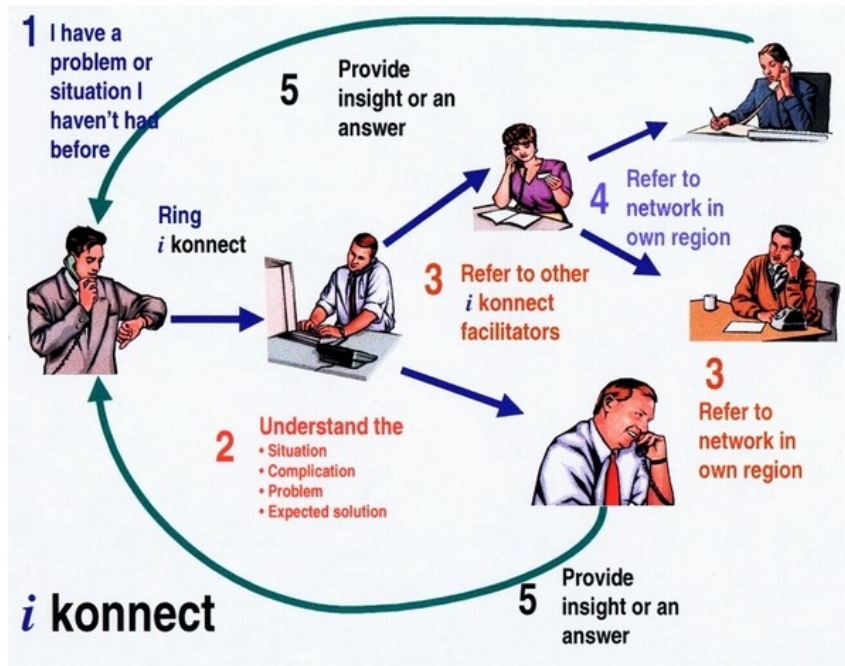 1
I have a
problem or
situation I
haven't had
before
5
Provide
insight or an
answer
Ring
i konnect
4
Refer to
network in
own region
3
Refer to other
i konnect
facilitators
2
Understand the
• Situation
• Complication
• Problem
• Expected solution
3
Refer to
network in
own region
5
Provide
insight or an
answer
i konnect